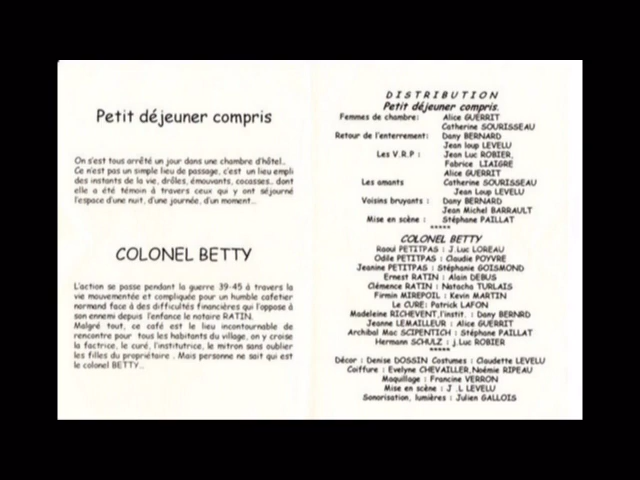 Petit déjeuner compris
On s'est tous arrêté un jour dans une chambre d'hôtel..
Ce n'est pas un simple lieu de passage, c'est un lieu empli
des instants de la vie, drôles, émouvants, cocasses.. dont
elle a été témoin à travers ceux qui y ont séjourné
l'espace d'une nuit, d'une journée, d'un moment...
COLONEL BETTY
L'action se passe pendant la guerre 39-45 à travers la
vie mouvementée et compliquée pour un humble cafetier
normand face à des difficultés financières qui l'oppose à
son ennemi depuis l'enfance le notaire RATIN.
Malgré tout, ce café est le lieu incontournable de
rencontre pour tous les habitants du village, on y croise
la factrice, le curé, l'institutrice, le mitron sans oublier
les filles du propriétaire . Mais personne ne sait qui est
le colonel BETTY...
DISTRIBUTION
Petit déjeuner compris.
Femmes de chambre: Alice GUERRIT
Catherine SOURISSEAU
Retour de l'enterrement: Dany BERNARD
Jean loup LEVELU
Les V.R.P : Jean Luc ROBIER,
Fabrice LIAIGRE
Alice GUERRIT
Les amants Catherine SOURISSEAU
Jean Loup LEVELU
Voisins bruyants : Dany BERNARD
Jean Michel BARRAULT
Mise en scène : Stéphane PAILLAT
*****
COLONEL BETTY
Raoul PETITPAS : J.Luc LOREAU
Odile PETITPAS : Claudie POYVRE
Jeanine PETITPAS : Stéphanie GOISMOND
Ernest RATIN : Alain DEBUS
Clémence RATIN : Natacha TURLAIS
Firmin MIREPOIL : Kevin MARTIN
Le CURE: Patrick LAFON
Madeleine RICHEVENT,l'instit. : Dany BERNRD
Jeanne LEMAILLEUR : Alice GUERRIT
Archibal Mac SCIPENTICH : Stéphane PAILLAT
Hermann SCHULZ : j.Luc ROBIER
*****
Décor : Denise DOSSIN Costumes : Claudette LEVELU
Coiffure : Evelyne CHEVAILLER,Noémie RIPEAU
Maquillage : Francine VERRON
Mise en scène : J .L LEVELU
Sonorisation, lumières : Julien GALLOIS